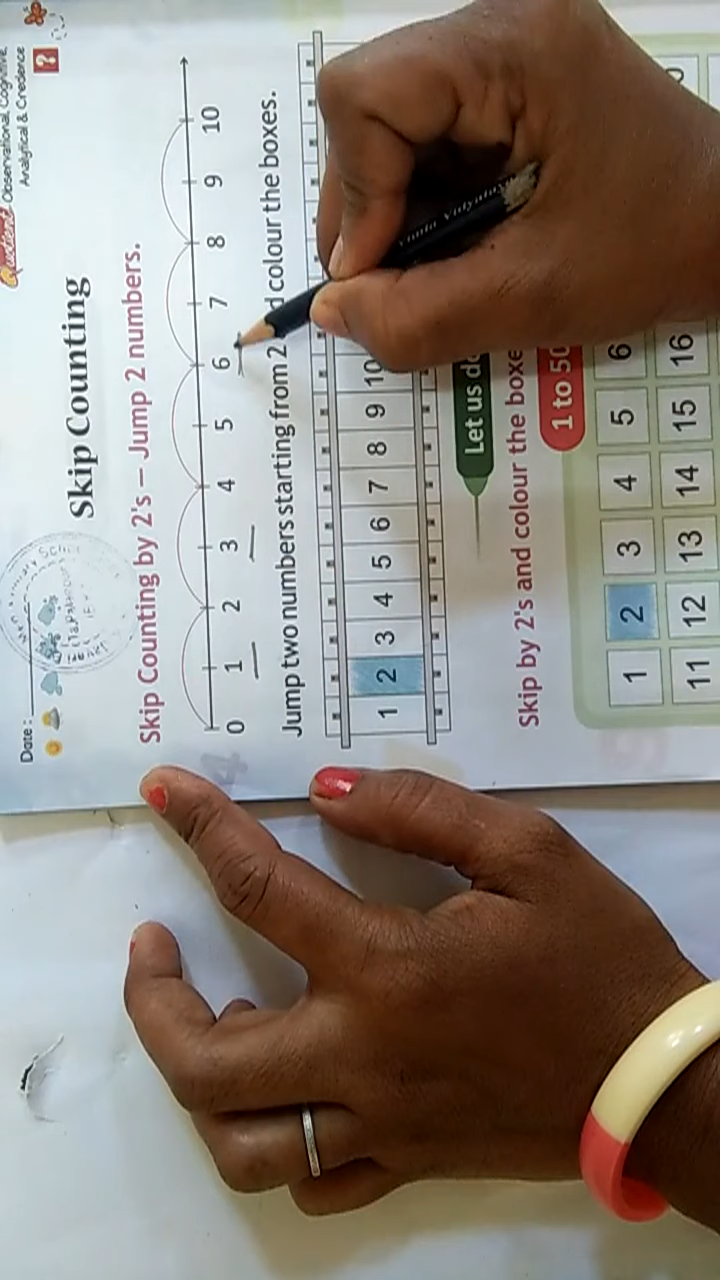 Question?
Observational, Cognitive
Analytical & Credence
?
Date :
Skip Counting
Skip Counting by 2's – Jump 2 numbers.
0 1 2 3 4 5 6 7 8 9 10
Jump two numbers starting from 2 colour the boxes.
1 2 3 4 5 6 7 8 9 10
Let us
Skip by 2's and colour the
1 to 50
1 2 3 4 5 6
11 12 13 14 15 16